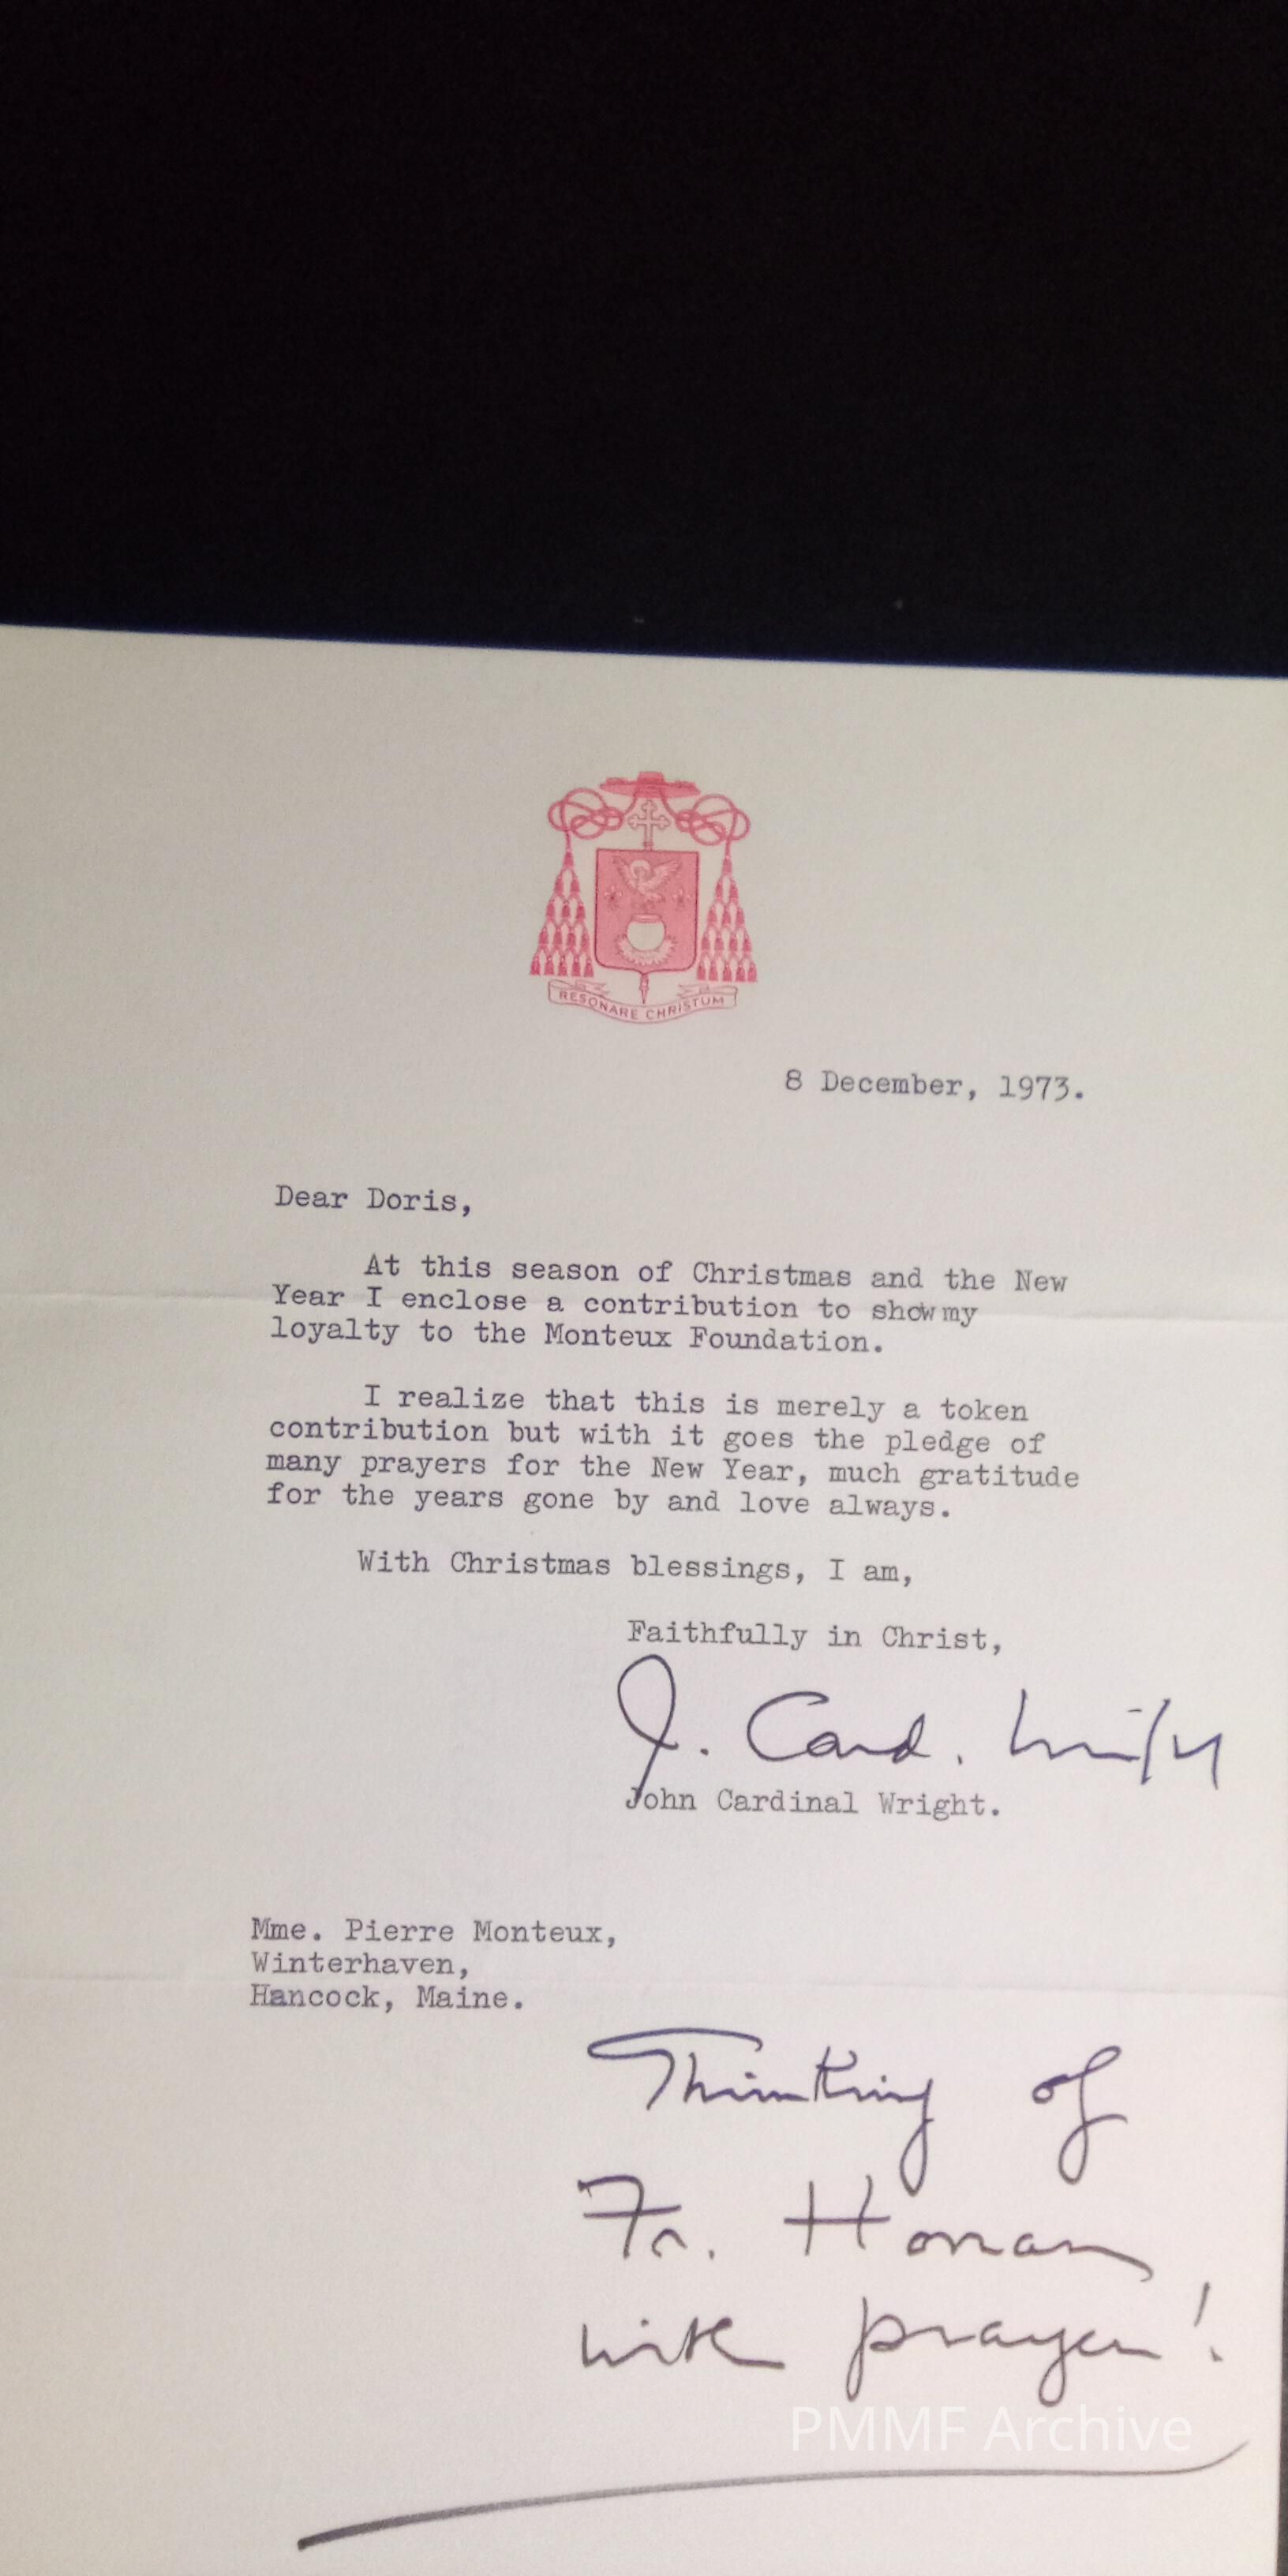 RESONARE CHRISTUM
8 December, 1973.
Dear Doris,
At this season of Christmas and the New
Year I enclose a contribution to show my
loyalty to the Monteux Foundation.
I realize that this is merely a token
contribution but with it goes the pledge of
many prayers for the New Year, much gratitude
for the years gone by and love always.
With Christmas blessings, I am,
Faithfully in Christ,
J. Card. Wright
John Cardinal Wright.
Mme. Pierre Monteux,
Winterhaven,
Hancock, Maine.
Thinking of
Fr. Honan
with prayer!
PMMF Archive